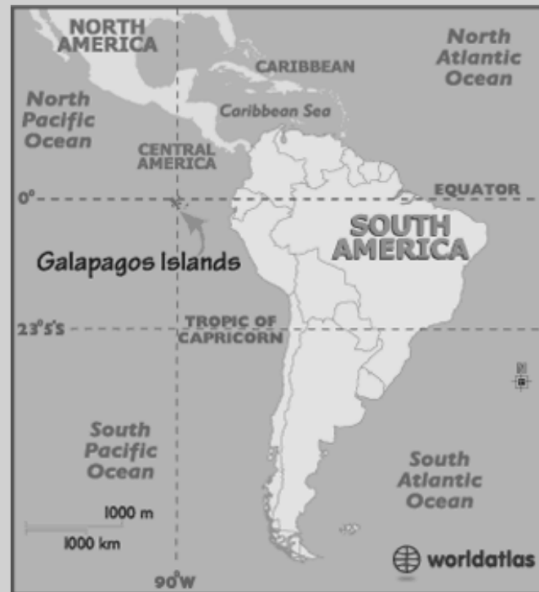 NORTH
AMERICA
North
Atlantic
Ocean
CARIBBEAN
North
Pacific
Ocean
Caribbean Sea
CENTRAL
AMERICA
EQUATOR
0°
SOUTH
AMERICA
Galapagos Islands
TROPIC OF
CAPRICORN
23°5'S
South
Pacific
Ocean
South
Atlantic
Ocean
1000 m
1000 km
worldatlas
90°W